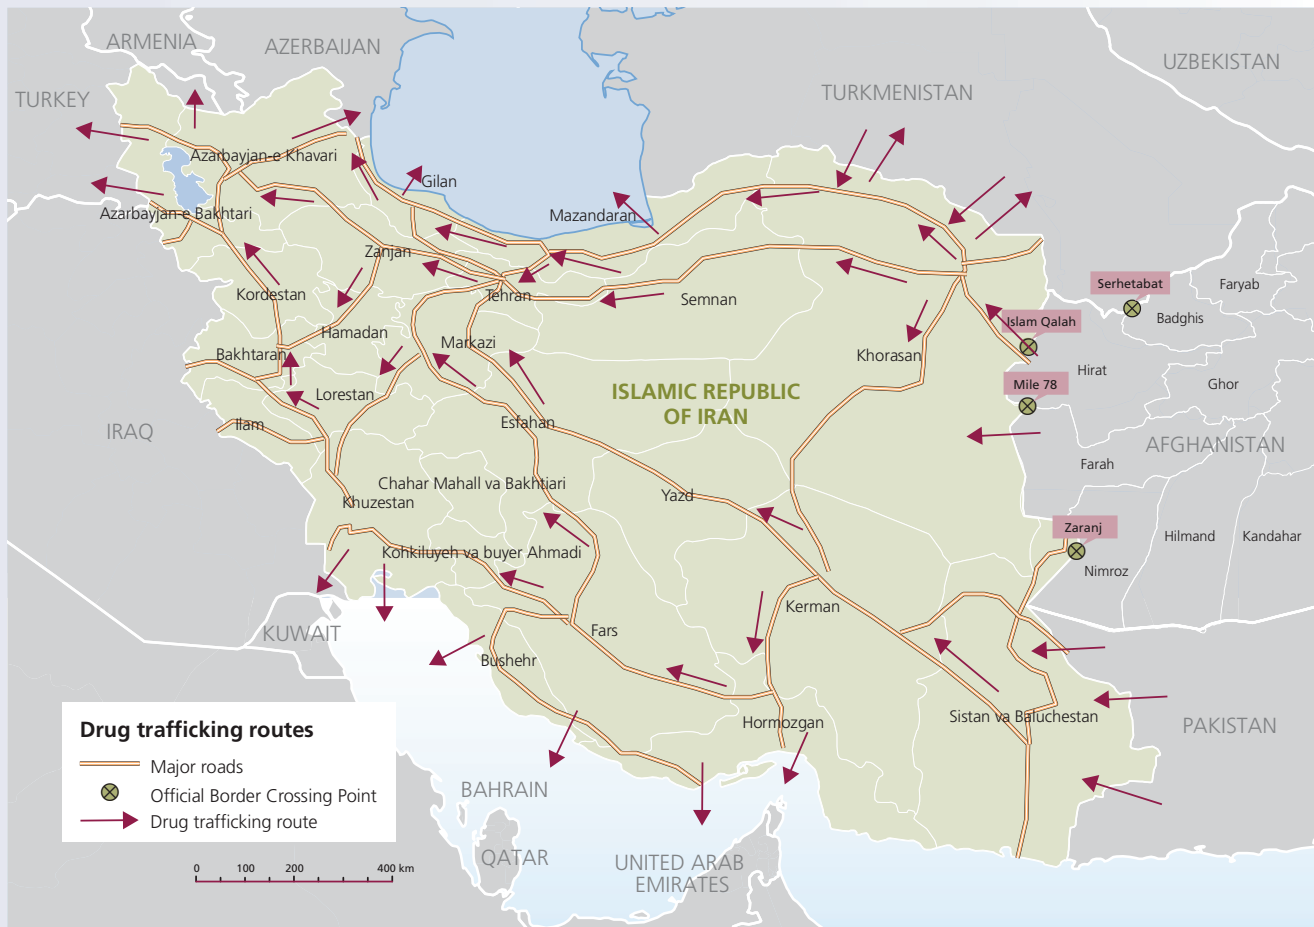 ARMENIA
AZERBAIJAN
UZBEKISTAN
TURKEY
TURKMENISTAN
Azarbayjan-e Khavari
Gilan
Azarbayjan-e Bakhtari
Mazandaran
Zanjan
Serhetabat
Faryab
Kordestan
Tehran
Semnan
Badghis
Islam Qalah
Hamadan
Markazi
Bakhtaran
Khorasan
Hirat
Mile 78
Ghor
Lorestan
ISLAMIC REPUBLIC
OF IRAN
Ilam
Esfahan
IRAQ
AFGHANISTAN
Farah
Chahar Mahall va Bakhtiari
Yazd
Khuzestan
Zaranj
Hilmand
Kandahar
Kohkiluyeh va buyer Ahmadi
Nimroz
Kerman
KUWAIT
Fars
Bushehr
Hormozgan
Sistan va Baluchestan
PAKISTAN
Drug trafficking routes
Major roads
Official Border Crossing Point
Drug trafficking route
BAHRAIN
QATAR
UNITED ARAB
EMIRATES
0 100 200 400 km